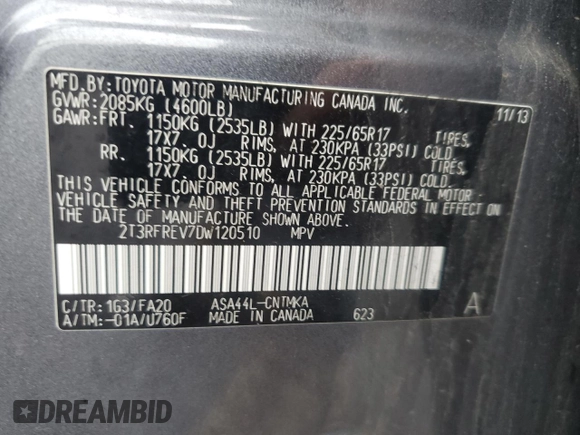 MFD.BY:TOYOTA MOTOR MANUFACTURING CANADA INC.
GVWR:2085KG (4600LB) 11/13
GAWR:FRT. 1150KG (2535LB) WITH 225/65R17 TIRES,
17X7.0J RIMS, AT 230KPA (33PSI) COLD
RR. 1150KG (2535LB) WITH 225/65R17 TIRES,
17X7.0J RIMS, AT 230KPA (33PSI) COLD.
THIS VEHICLE CONFORMS TO ALL APPLICABLE FEDERAL MOTOR
VEHICLE SAFETY AND THEFT PREVENTION STANDARDS IN EFFECT ON
THE DATE OF MANUFACTURE SHOWN ABOVE.
2T3RFREV7DW120510 MPV
C/TR:1G3/FA20 ASA44L-CNTMKA A
A/TM:-01A/U760F MADE IN CANADA 623
DREAMBID